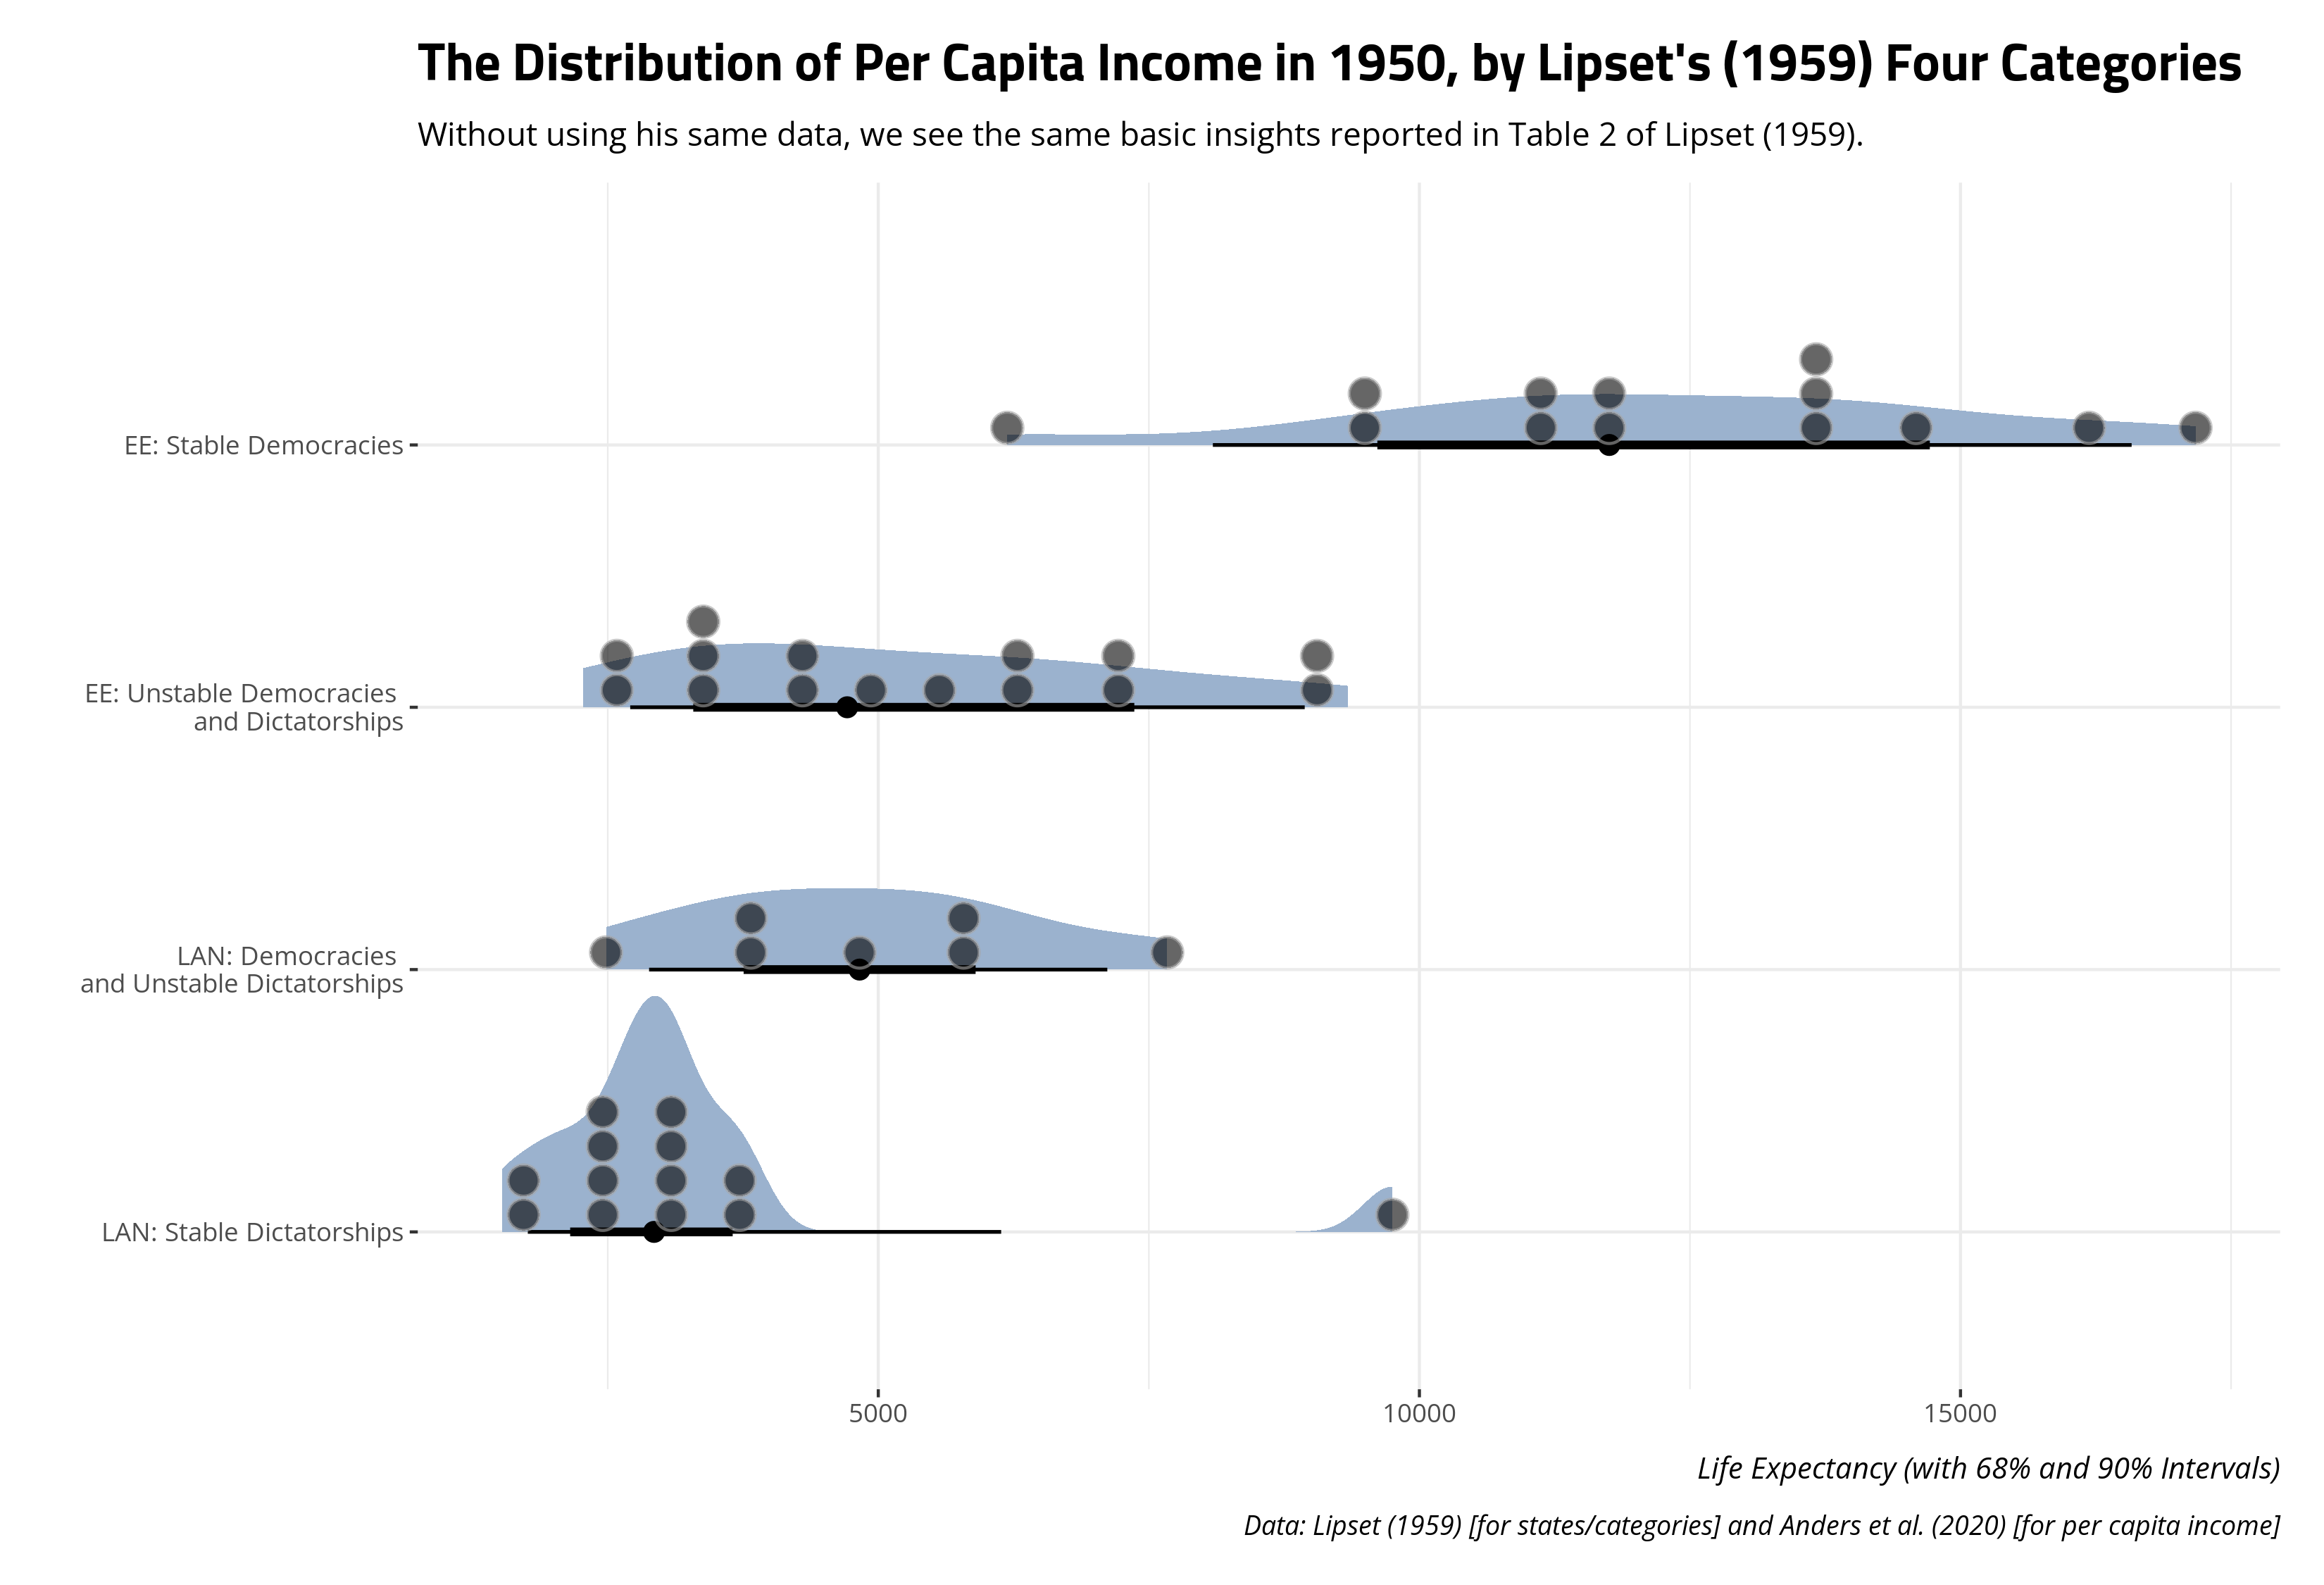 The Distribution of Per Capita Income in 1950, by Lipset's (1959) Four Categories
Without using his same data, we see the same basic insights reported in Table 2 of Lipset (1959).
EE: Stable Democracies
EE: Unstable Democracies
and Dictatorships
LAN: Democracies
and Unstable Dictatorships
LAN: Stable Dictatorships
5000
10000
15000
Life Expectancy (with 68% and 90% Intervals)
Data: Lipset (1959) [for states/categories] and Anders et al. (2020) [for per capita income]